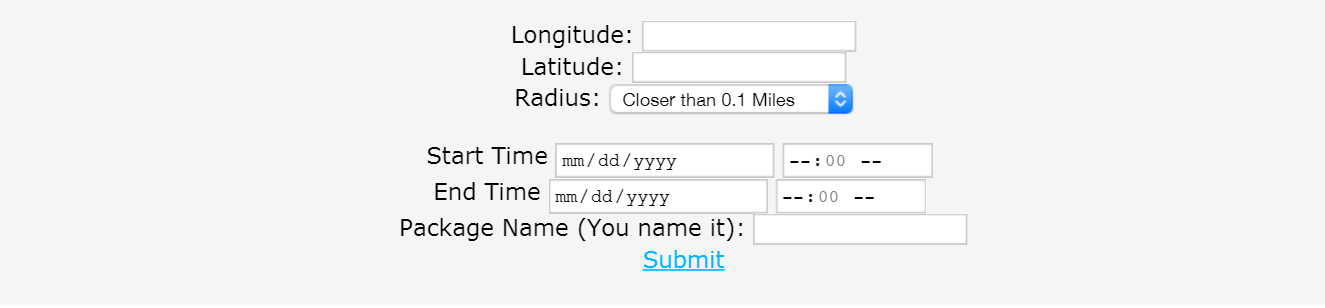 Longitude:
Latitude:
Radius: Closer than 0.1 Miles
Start Time mm/dd/yyyy --:00 --
End Time mm/dd/yyyy --:00 --
Package Name (You name it):
Submit